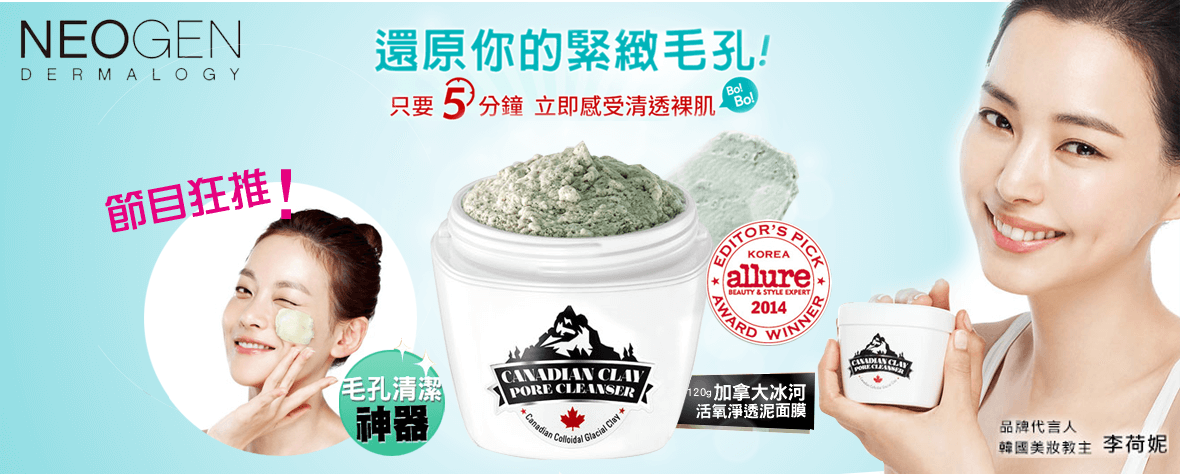 NEOGEN
DERMALOGY
還原你的緊緻毛孔!
只要 5 分鐘 立即感受清透裸肌
Bo!
Bo!
節目狂推!
EDITOR'S PICK
KOREA
allure
BEAUTY & STYLE EXPERT
2014
AWARD WINNER
毛孔清潔
神器
CANADIAN CLAY
PORE CLEANSER
Canadian Colloidal Glacial Clay
120g 加拿大冰河
活氧淨透泥面膜
CANADIAN CLAY
PORE CLEANSER
Canadian Colloidal Glacial Clay
品牌代言人
韓國美妝教主 李荷妮